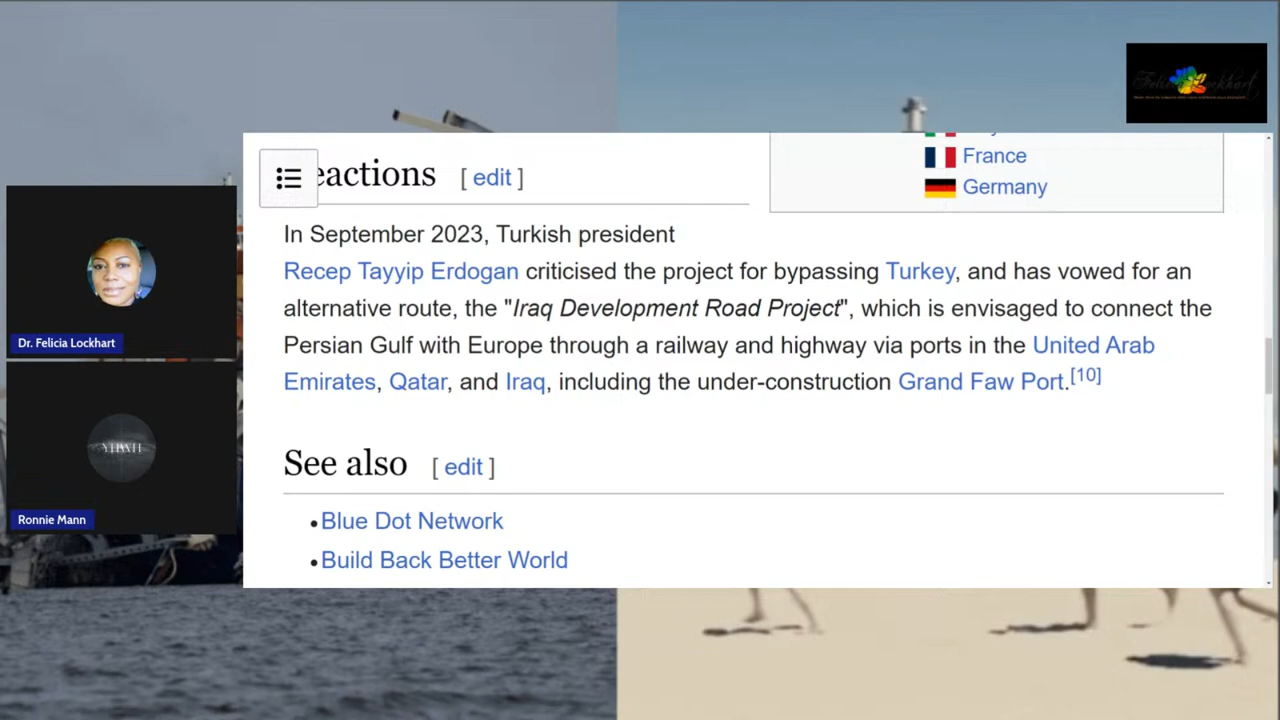 Felicia Lockhart
eactions [ edit ]
France
Germany
In September 2023, Turkish president
Recep Tayyip Erdogan criticised the project for bypassing Turkey, and has vowed for an
alternative route, the "Iraq Development Road Project", which is envisaged to connect the
Persian Gulf with Europe through a railway and highway via ports in the United Arab
Emirates, Qatar, and Iraq, including the under-construction Grand Faw Port.[10]
See also [ edit ]
•Blue Dot Network
•Build Back Better World
Dr. Felicia Lockhart
YHWH
Ronnie Mann